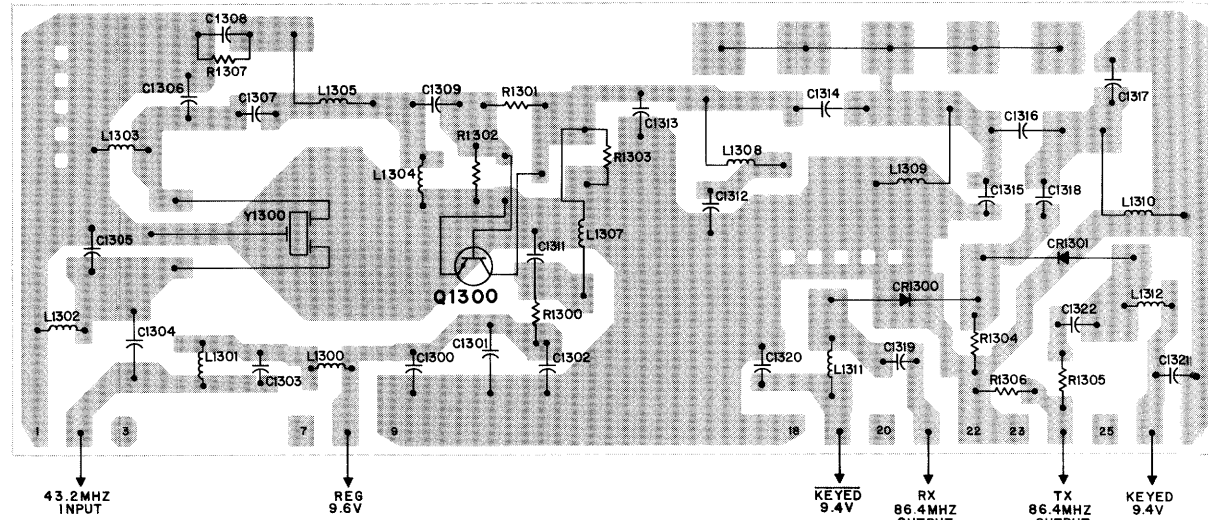 C1308
R1307
C1306
C1307
L1305
C1309
R1301
C1314
C1317
C1313
C1316
L1303
R1302
R1303
L1308
L1304
L1309
C1312
C1315
C1318
Y1300
L1310
C1305
L1307
C1311
CR1301
Q1300
CR1300
L1312
L1302
R1300
C1304
C1322
C1301
R1304
L1301
L1300
C1300
C1302
C1320
C1319
C1303
L1311
C1321
R1306
R1305
1
3
7
9
18
20
22
23
25
43.2MHZ
INPUT
REG
9.6V
KEYED
9.4V
RX
86.4MHZ
OUTPUT
TX
86.4MHZ
OUTPUT
KEYED
9.4V